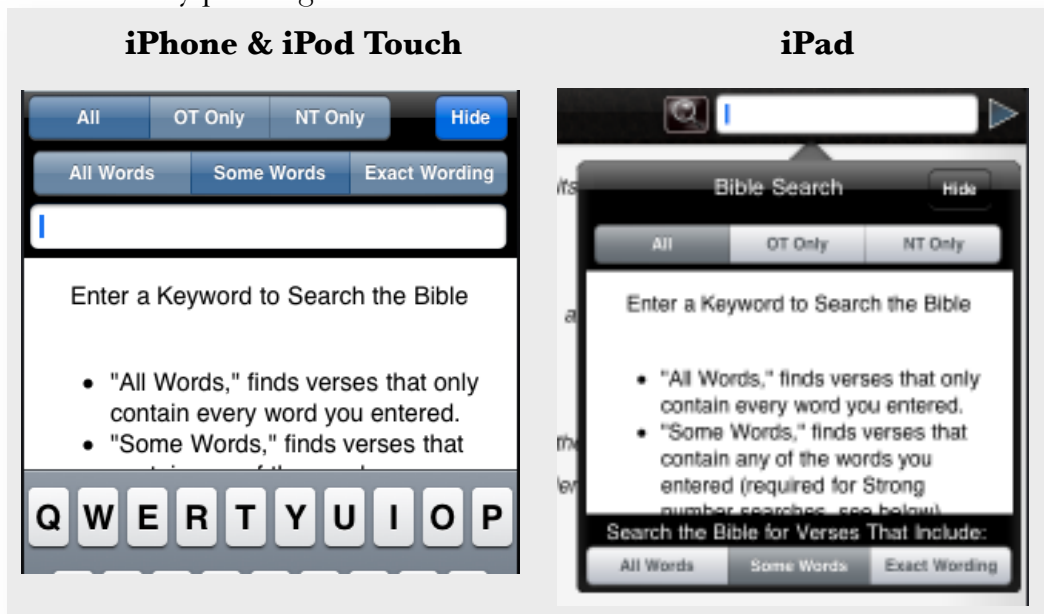 iPhone & iPod Touch
All OT Only NT Only Hide
All Words Some Words Exact Wording
Enter a Keyword to Search the Bible
• "All Words," finds verses that only
contain every word you entered.
• "Some Words," finds verses that
Q W E R T Y U I O P
iPad
Bible Search Hide
All OT Only NT Only
Enter a Keyword to Search the Bible
• "All Words," finds verses that only
contain every word you entered.
• "Some Words," finds verses that
contain any of the words you
entered (required for Strong
number searches, see below)
Search the Bible for Verses That Include:
All Words Some Words Exact Wording